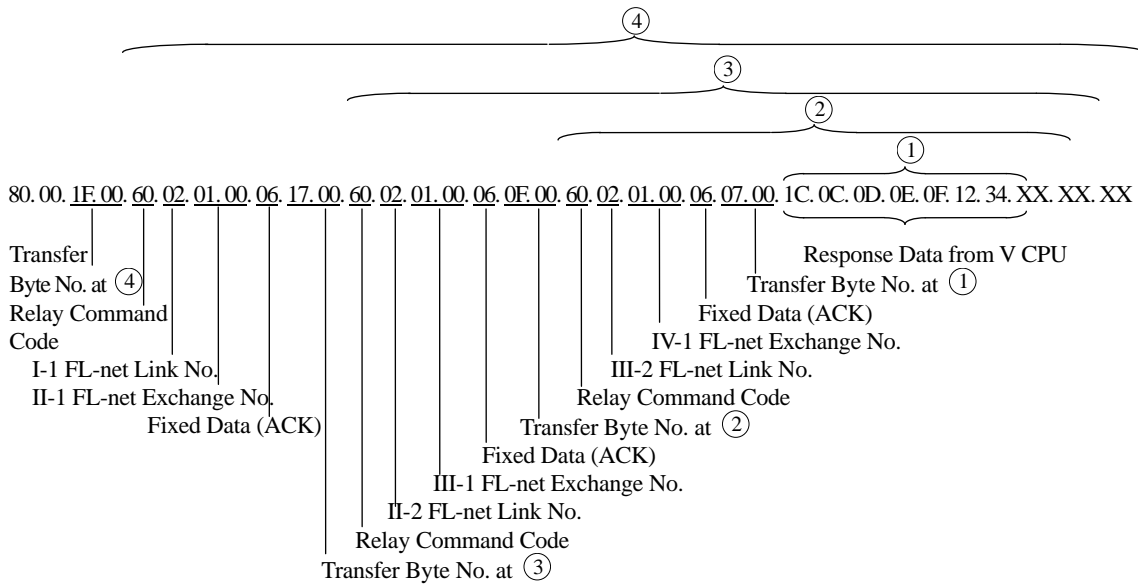 ④
③
②
①
80. 00. 1F. 00. 60. 02. 01. 00. 06. 17. 00. 60. 02. 01. 00. 06. 0F. 00. 60. 02. 01. 00. 06. 07. 00. 1C. 0C. 0D. 0E. 0F. 12. 34. XX. XX. XX
Transfer
Byte No. at ④
Relay Command
Code
I-1 FL-net Link No.
II-1 FL-net Exchange No.
Fixed Data (ACK)
Response Data from V CPU
Transfer Byte No. at ①
Fixed Data (ACK)
IV-1 FL-net Exchange No.
III-2 FL-net Link No.
Relay Command Code
Transfer Byte No. at ②
Fixed Data (ACK)
III-1 FL-net Exchange No.
II-2 FL-net Link No.
Relay Command Code
Transfer Byte No. at ③